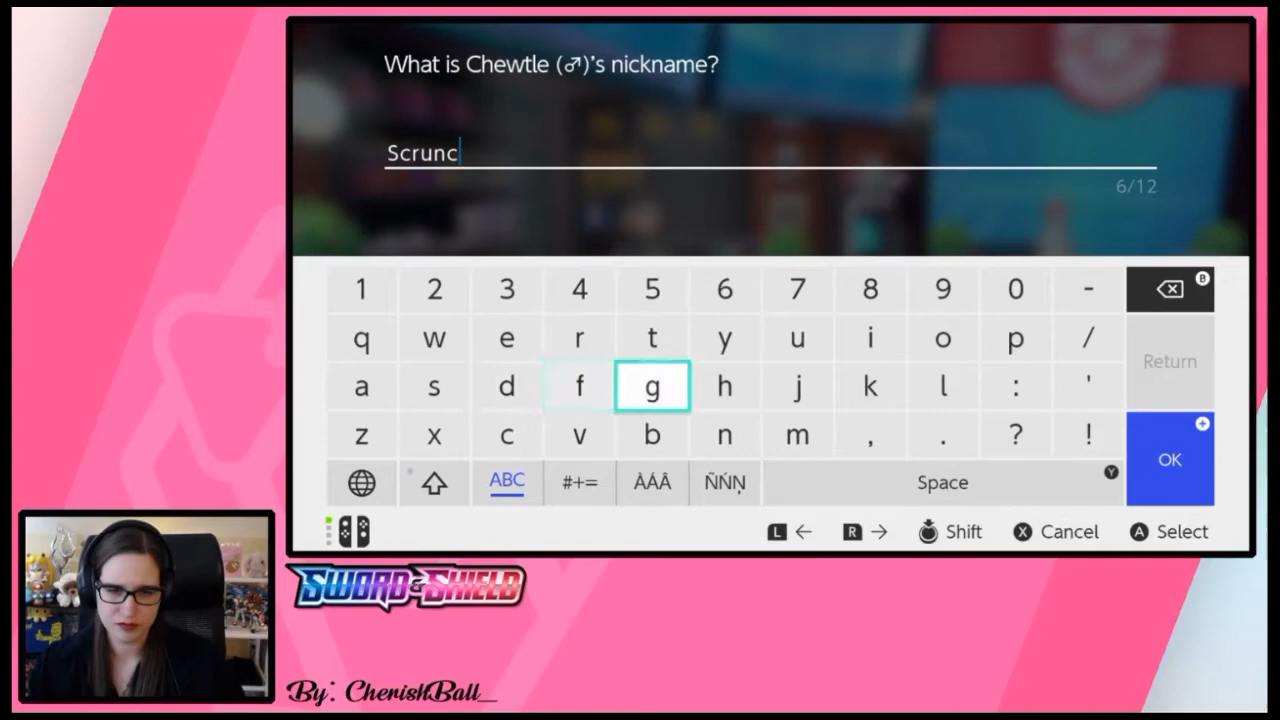 What is Chewtle (♂)'s nickname?
Scrunc
6/12
1 2 3 4 5 6 7 8 9 0 -
q w e r t y u i o p /
Return
a s d f g h j k l : '
z x c v b n m , . ? !
OK
ABC #+= ÀÁÂ ÑŃŅ Space
L ← R → Shift X Cancel A Select
B
+
Y
SWORD & SHIELD
By: CherishBall_